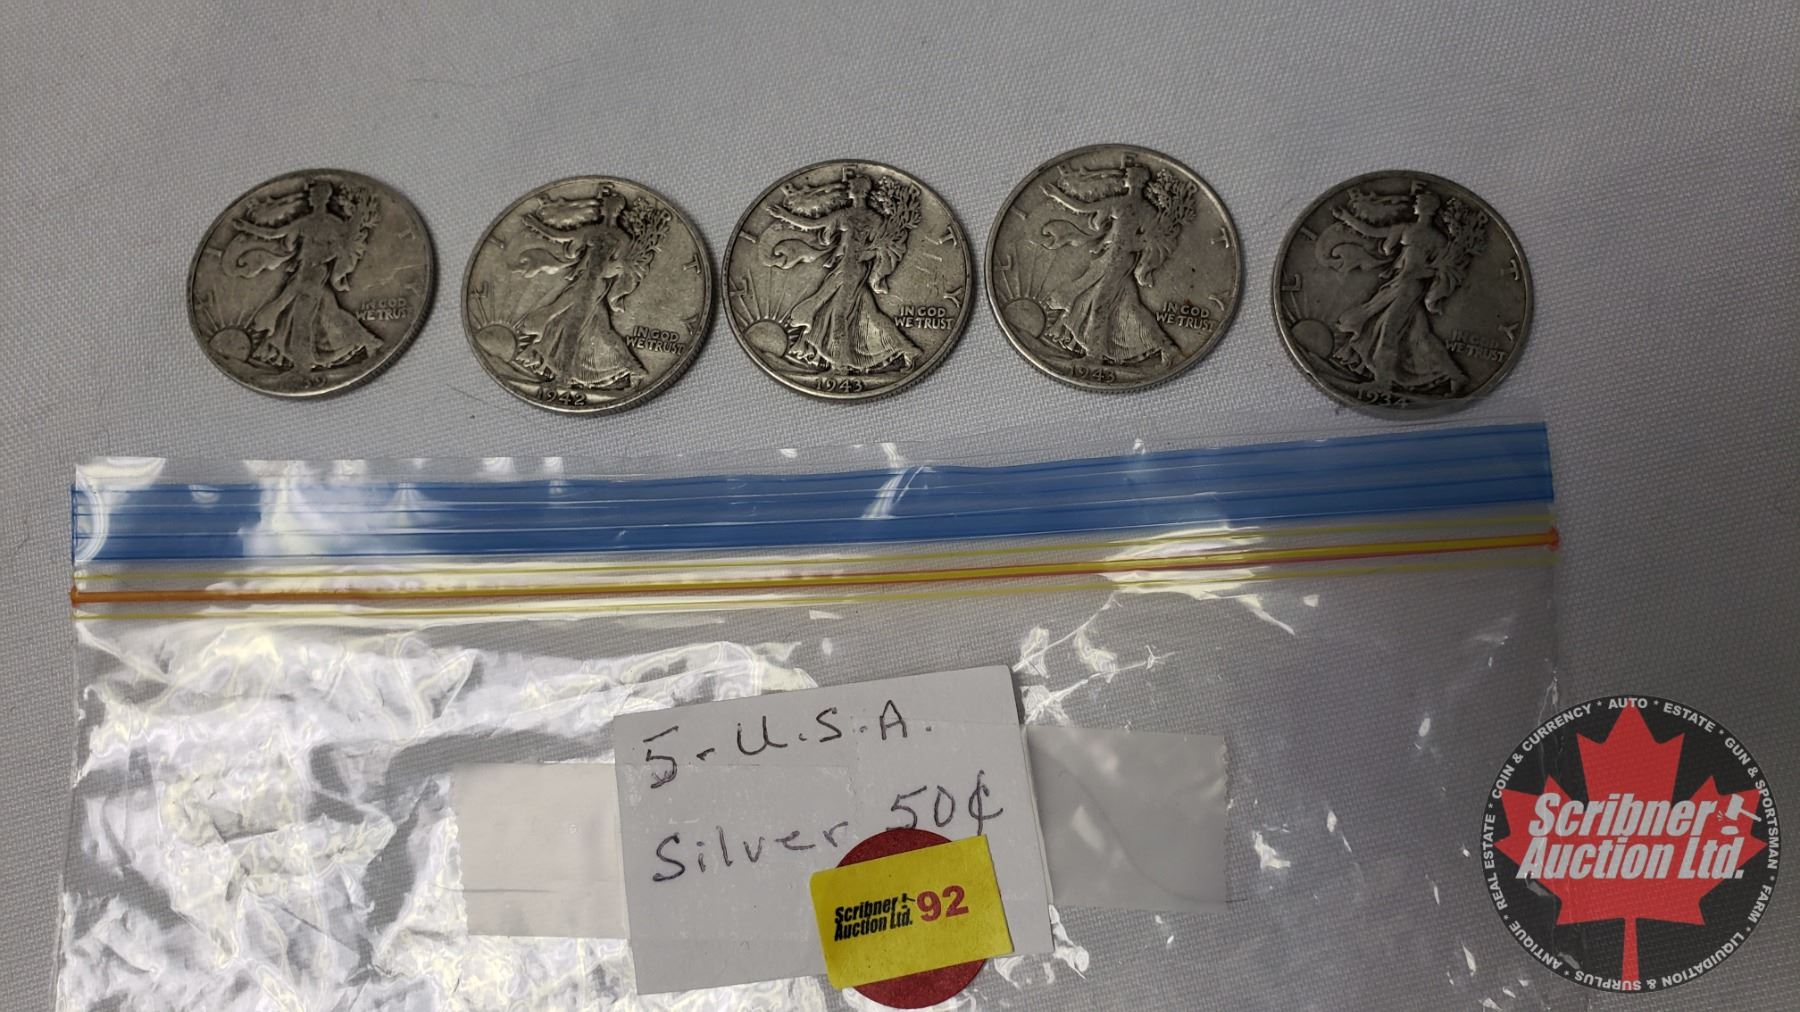 LIBERTY
IN GOD
WE TRUST
LIBERTY
IN GOD
WE TRUST
1942
LIBERTY
IN GOD
WE TRUST
1943
LIBERTY
IN GOD
WE TRUST
1943
LIBERTY
IN GOD
WE TRUST
5-U.S.A.
Silver 50¢
Scribner
Auction Ltd. 92
COIN & CURRENCY * AUTO * ESTATE * GUN & SPORTSMAN * FARM * LIQUIDATION & SURPLUS * ANTIQUE * REAL ESTATE *
Scribner
Auction Ltd.